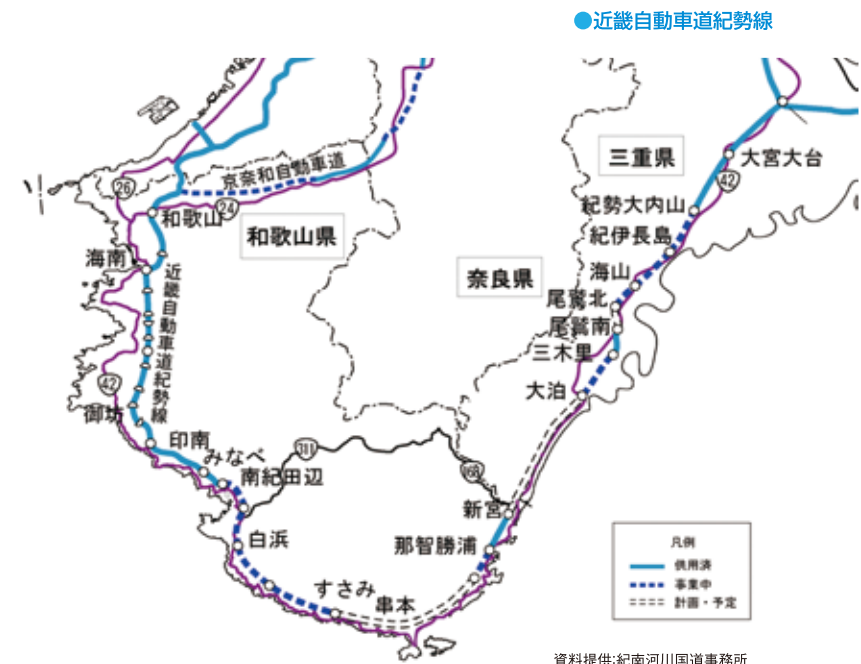 ●近畿自動車道紀勢線
三重県
大宮大台
42
京奈和自動車道
26
24
和歌山
紀勢大内山
和歌山県
紀伊長島
海南
奈良県
海山
近畿自動車道紀勢線
尾鷲北
尾鷲南
三木里
42
大泊
御坊
印南
みなべ
311
168
南紀田辺
新宮
白浜
那智勝浦
すさみ
串本
凡例
供用済
事業中
計画・予定
資料提供:紀南河川国道事務所